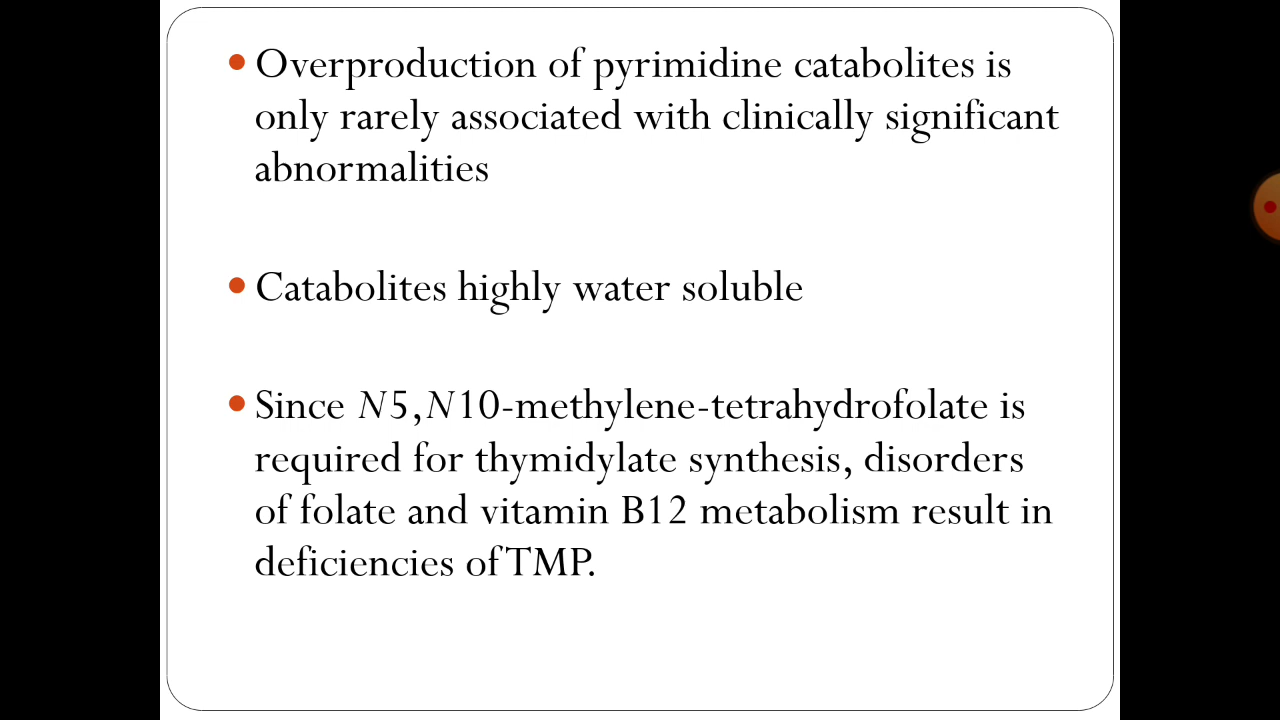 Overproduction of pyrimidine catabolites is
only rarely associated with clinically significant
abnormalities
Catabolites highly water soluble
Since N5,N10-methylene-tetrahydrofolate is
required for thymidylate synthesis, disorders
of folate and vitamin B12 metabolism result in
deficiencies of TMP.